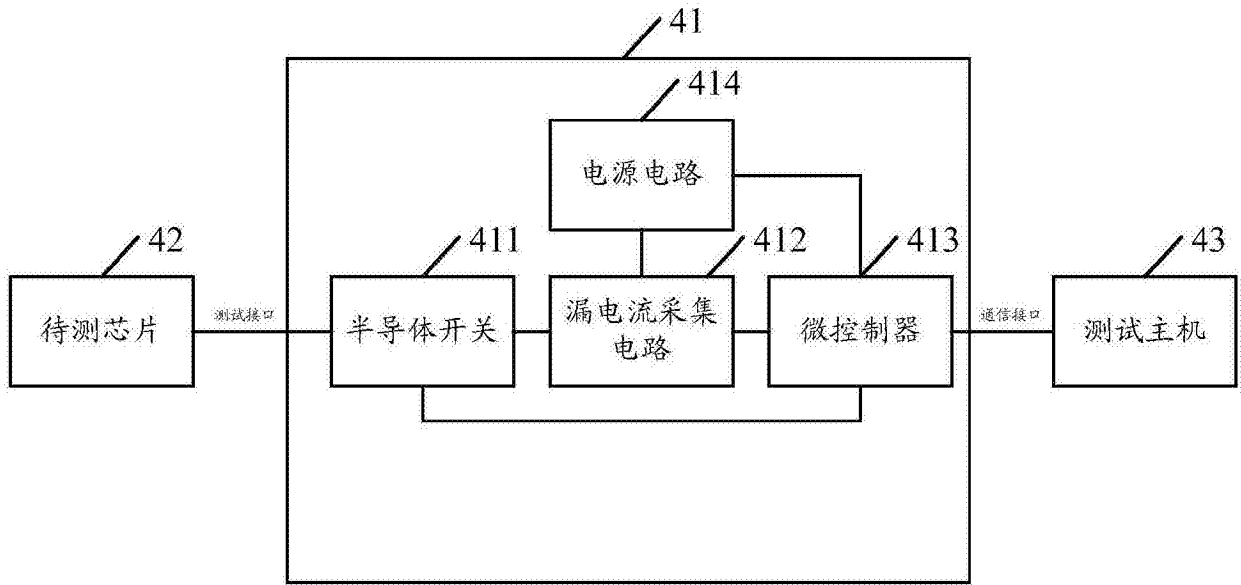 41
414
电源电路
42
411
412
413
43
待测芯片
测试接口
半导体开关
漏电流采集
电路
微控制器
通信接口
测试主机